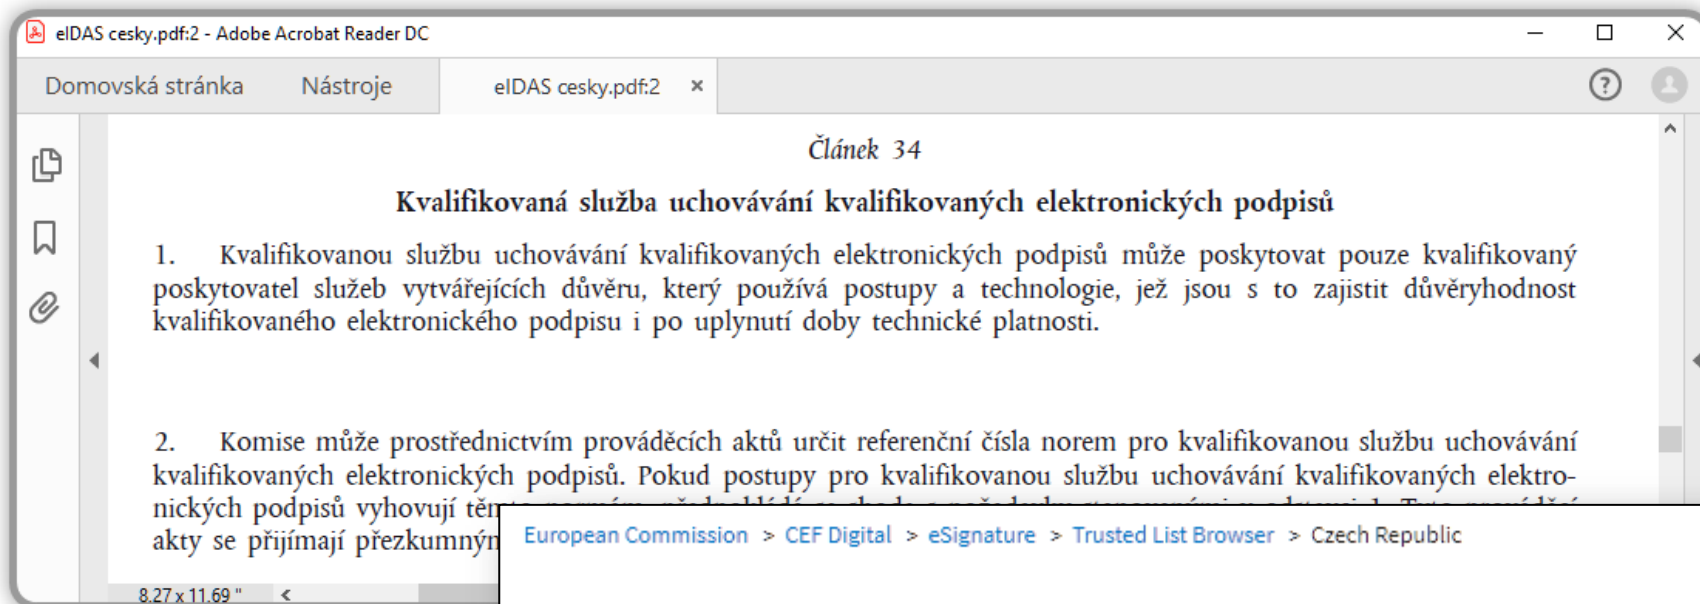 eIDAS cesky.pdf:2 - Adobe Acrobat Reader DC
Domovská stránka Nástroje eIDAS cesky.pdf:2
Článek 34
Kvalifikovaná služba uchovávání kvalifikovaných elektronických podpisů
1. Kvalifikovanou službu uchovávání kvalifikovaných elektronických podpisů může poskytovat pouze kvalifikovaný
poskytovatel služeb vytvářejících důvěru, který používá postupy a technologie, jež jsou s to zajistit důvěryhodnost
kvalifikovaného elektronického podpisu i po uplynutí doby technické platnosti.
2. Komise může prostřednictvím prováděcích aktů určit referenční čísla norem pro kvalifikovanou službu uchovávání
kvalifikovaných elektronických podpisů. Pokud postupy pro kvalifikovanou službu uchovávání kvalifikovaných elektro-
nických podpisů vyhovují
akty se přijímají
European Commission > CEF Digital > eSignature > Trusted List Browser > Czech Republic
8.27 x 11.69 "